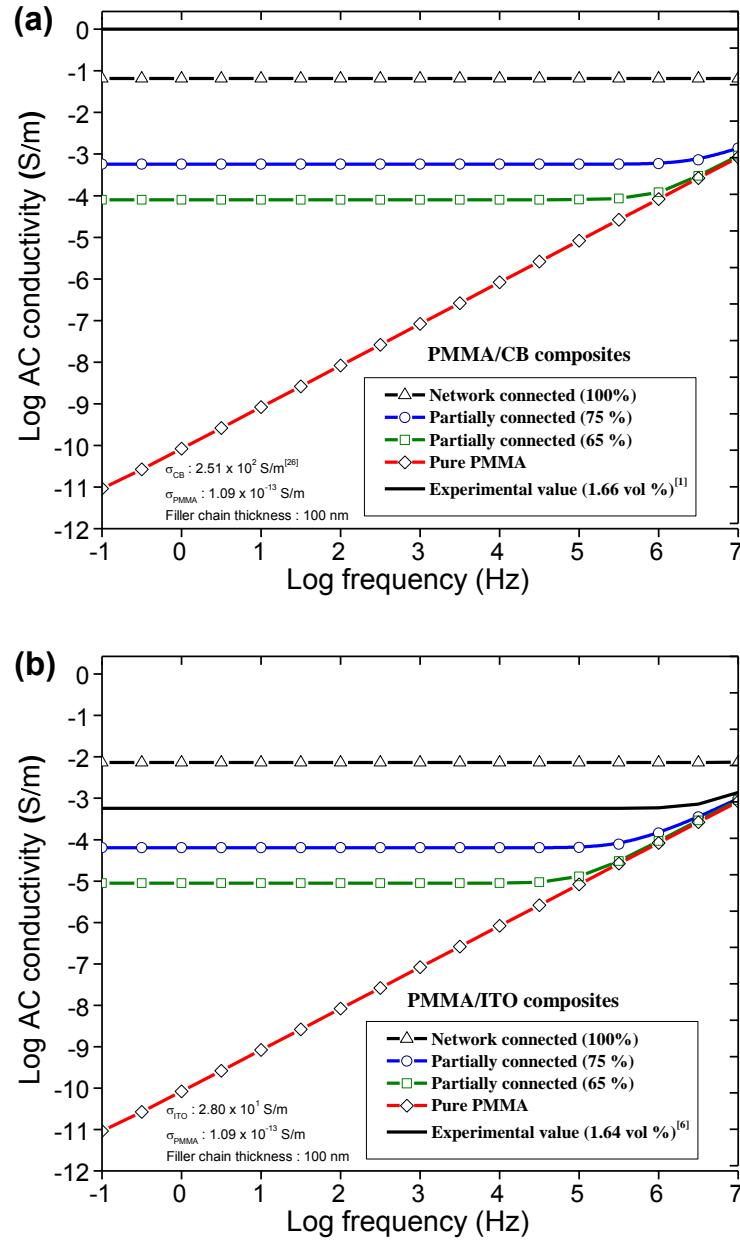 (a)
0
-1
-2
-3
-4
-5
-6
-7
-8
-9
-10
-11
-12
Log AC conductivity (S/m)
PMMA/CB composites
Network connected (100%)
Partially connected (75 %)
Partially connected (65 %)
Pure PMMA
Experimental value (1.66 vol %)[1]
σCB : 2.51 x 10² S/m[26]
σPMMA : 1.09 x 10⁻¹³ S/m
Filler chain thickness : 100 nm
-1 0 1 2 3 4 5 6 7
Log frequency (Hz)
(b)
0
-1
-2
-3
-4
-5
-6
-7
-8
-9
-10
-11
-12
Log AC conductivity (S/m)
PMMA/ITO composites
Network connected (100%)
Partially connected (75 %)
Partially connected (65 %)
Pure PMMA
Experimental value (1.64 vol %)[6]
σITO : 2.80 x 10¹ S/m
σPMMA : 1.09 x 10⁻¹³ S/m
Filler chain thickness : 100 nm
-1 0 1 2 3 4 5 6 7
Log frequency (Hz)